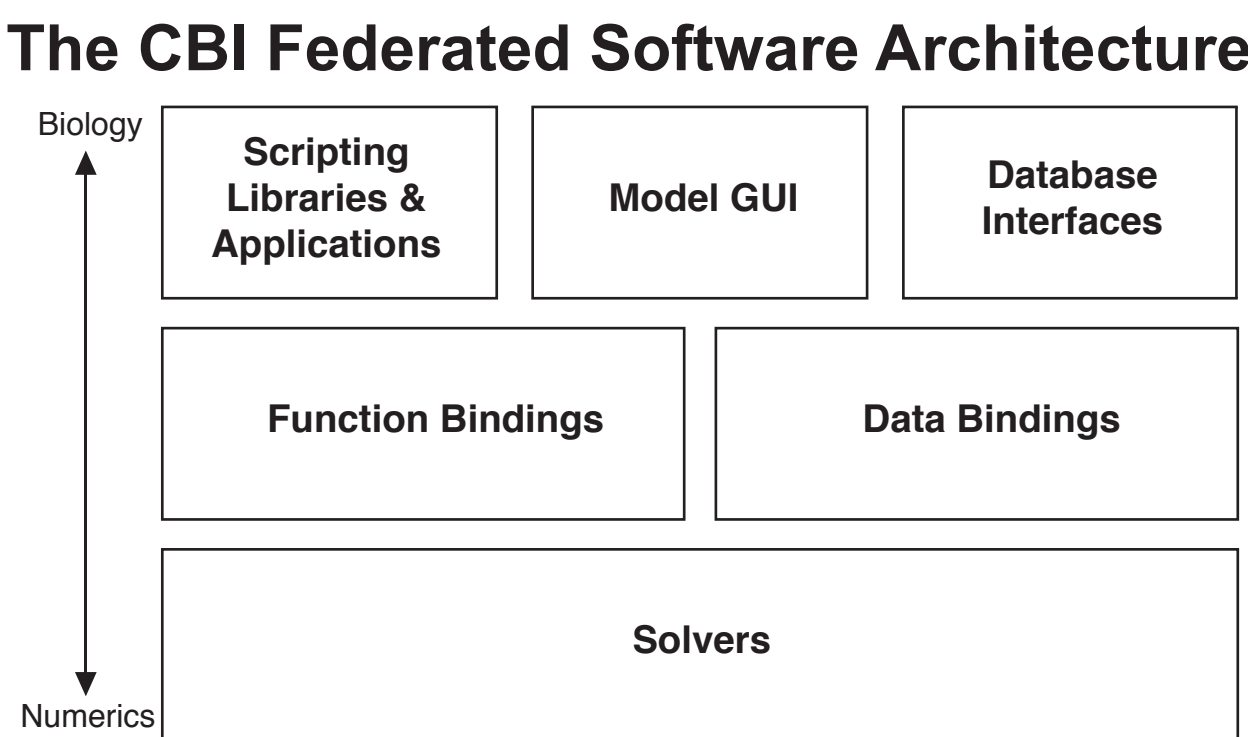 The CBI Federated Software Architecture
Biology
Scripting
Libraries &
Applications
Model GUI
Database
Interfaces
Function Bindings
Data Bindings
Solvers
Numerics